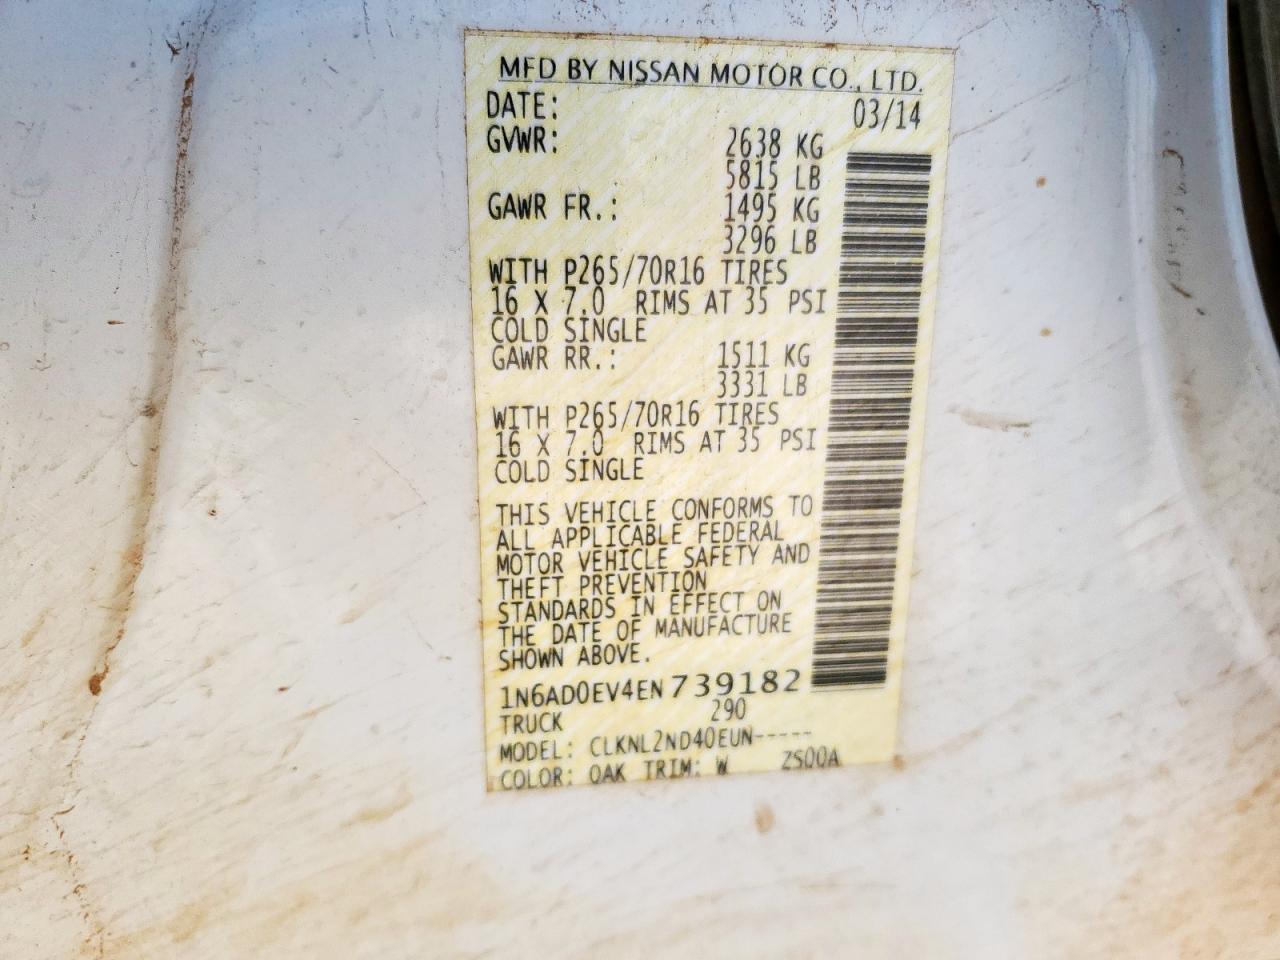 MFD BY NISSAN MOTOR CO., LTD.
DATE: 03/14
GVWR: 2638 KG
5815 LB
GAWR FR.: 1495 KG
3296 LB
WITH P265/70R16 TIRES
16 X 7.0 RIMS AT 35 PSI
COLD SINGLE
GAWR RR.: 1511 KG
3331 LB
WITH P265/70R16 TIRES
16 X 7.0 RIMS AT 35 PSI
COLD SINGLE
THIS VEHICLE CONFORMS TO
ALL APPLICABLE FEDERAL
MOTOR VEHICLE SAFETY AND
THEFT PREVENTION
STANDARDS IN EFFECT ON
THE DATE OF MANUFACTURE
SHOWN ABOVE.
1N6AD0EV4EN739182
TRUCK 290
MODEL: CLKNL2ND40EUN-----
COLOR: QAK TRIM: W ZS00A